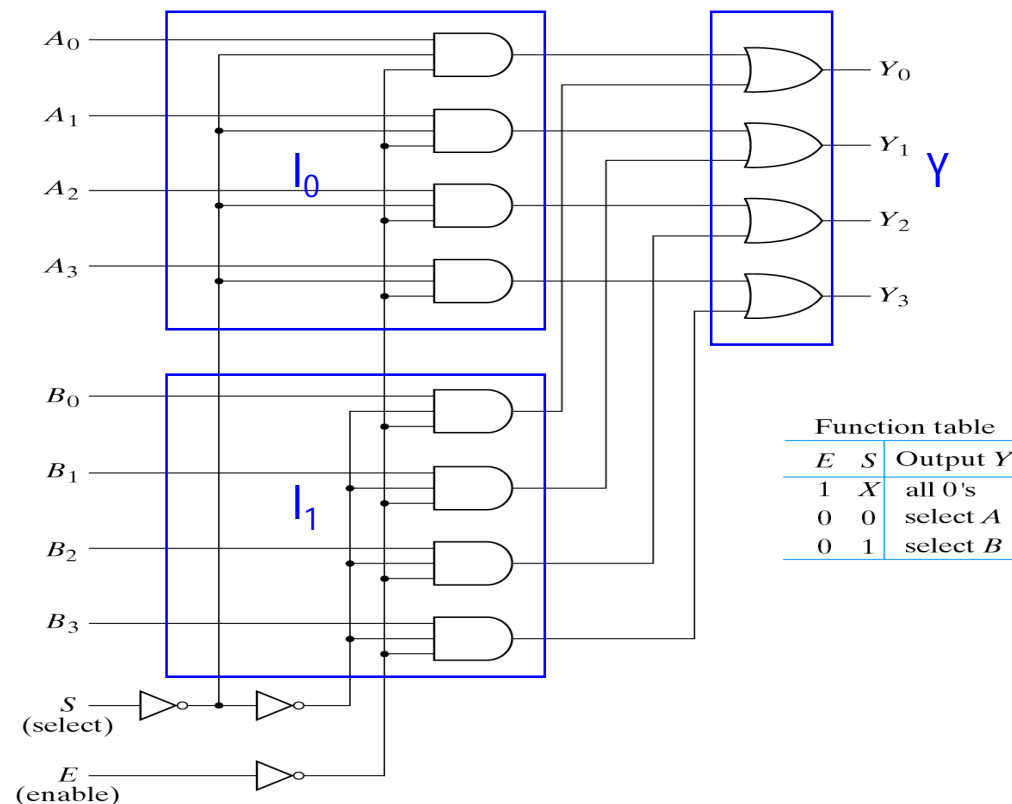 A0
A1
A2
A3
I0
Y0
Y1
Y2
Y3
Y
B0
B1
B2
B3
I1
S
(select)
E
(enable)
Function table
E S Output Y
1 X all 0's
0 0 select A
0 1 select B